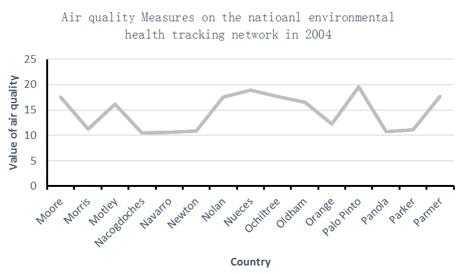 Air quality Measures on the natioanl environmental
health tracking network in 2004
25
20
15
10
5
0
Value of air quality
Moore
Morris
Motley
Nacogdoches
Navarro
Newton
Nolan
Nueces
Ochiltree
Oldham
Orange
Palo Pinto
Panola
Parker
Parmer
Country